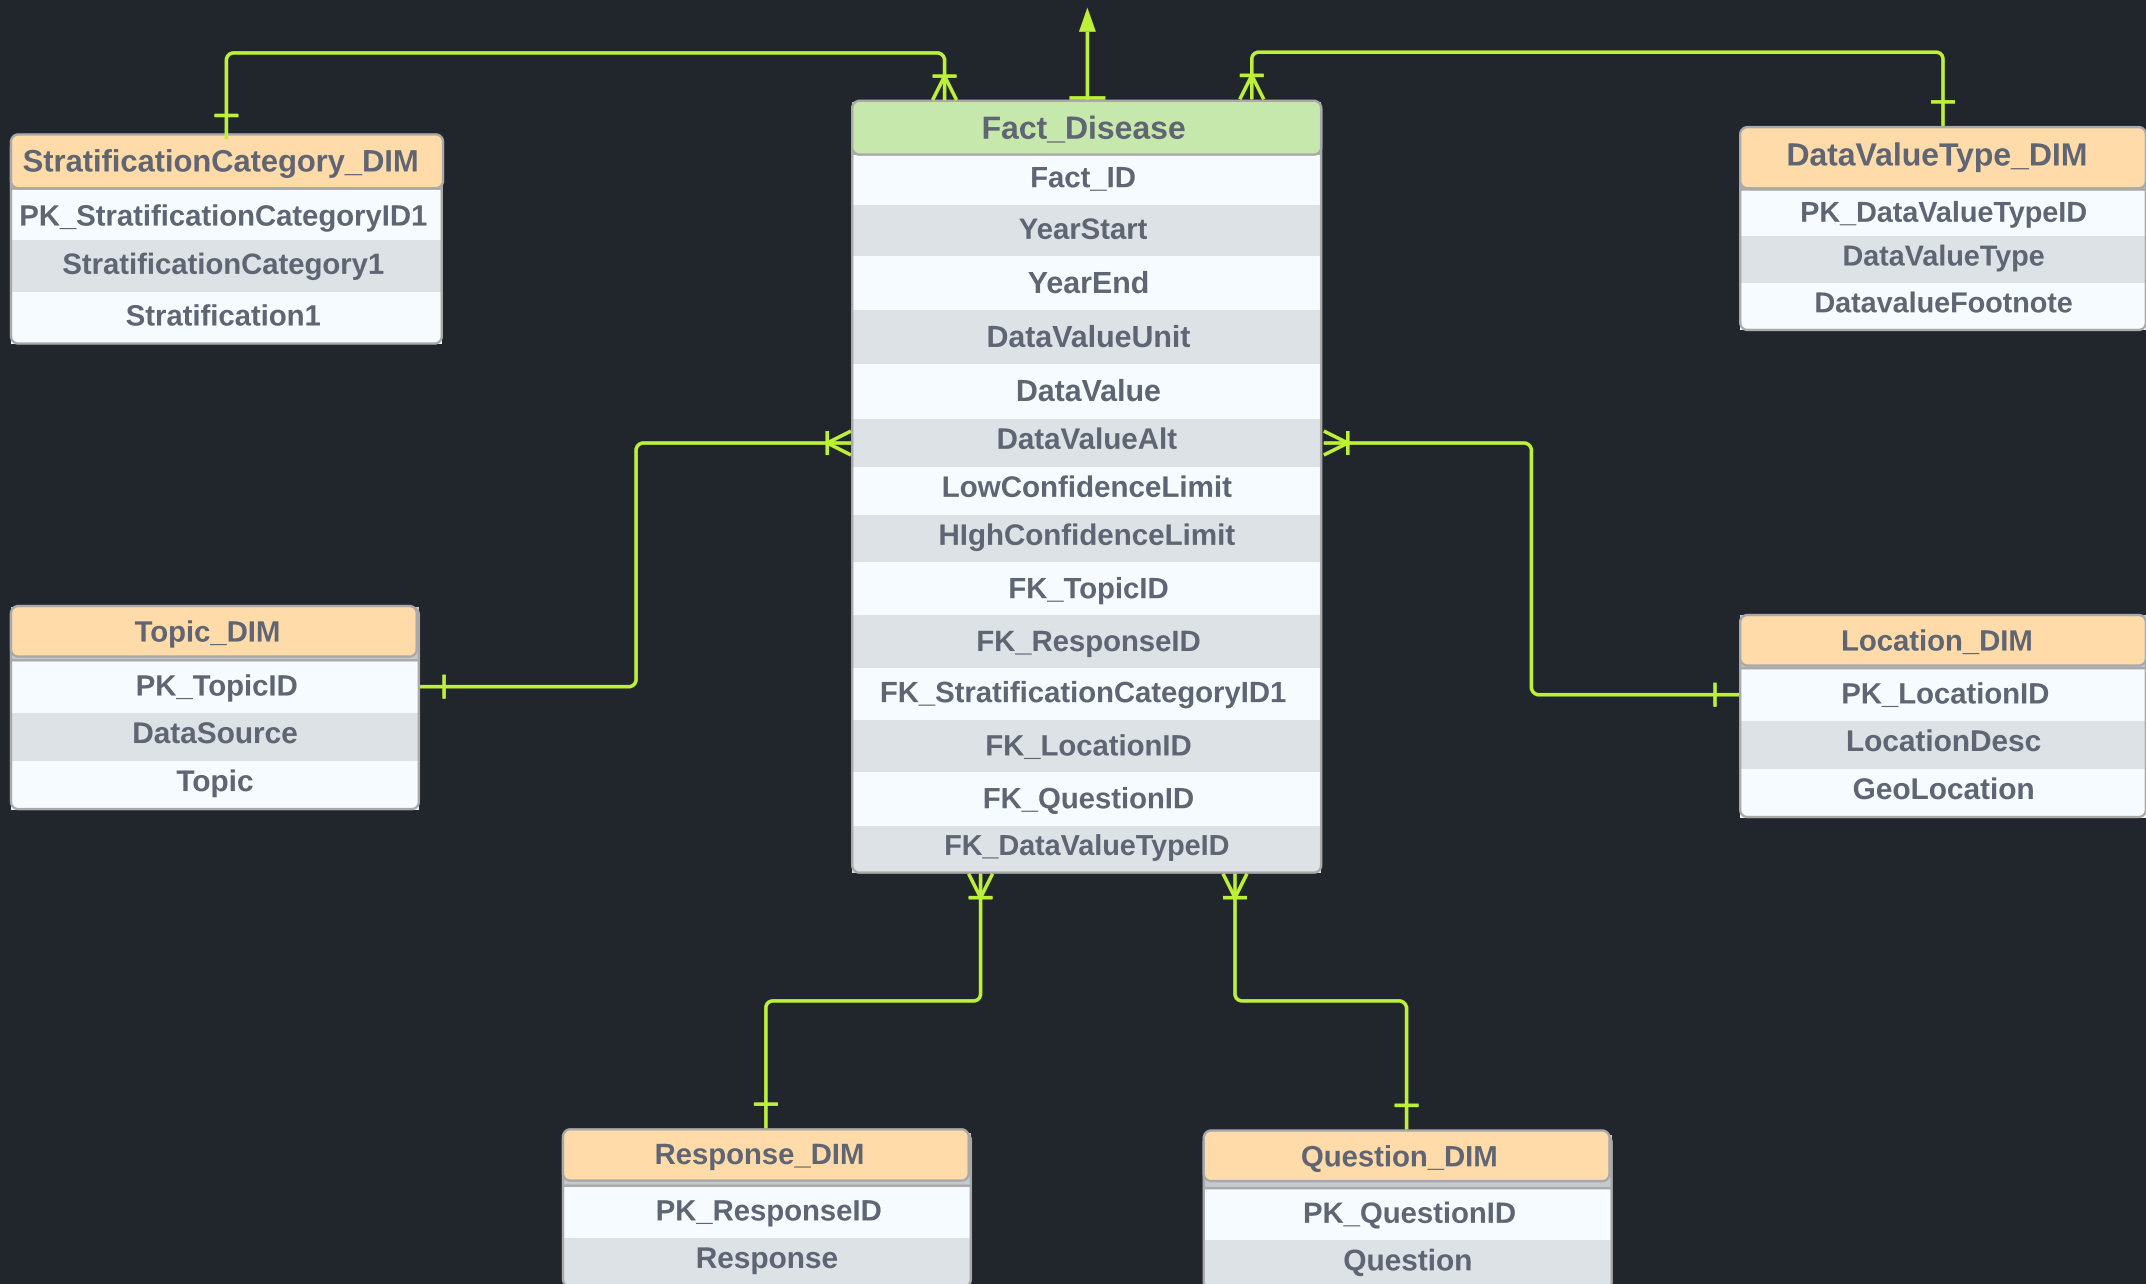 StratificationCategory_DIM
PK_StratificationCategoryID1
StratificationCategory1
Stratification1
Fact_Disease
Fact_ID
YearStart
YearEnd
DataValueUnit
DataValue
DataValueAlt
LowConfidenceLimit
HIghConfidenceLimit
FK_TopicID
FK_ResponseID
FK_StratificationCategoryID1
FK_LocationID
FK_QuestionID
FK_DataValueTypeID
DataValueType_DIM
PK_DataValueTypeID
DataValueType
DatavalueFootnote
Topic_DIM
PK_TopicID
DataSource
Topic
Location_DIM
PK_LocationID
LocationDesc
GeoLocation
Response_DIM
PK_ResponseID
Response
Question_DIM
PK_QuestionID
Question